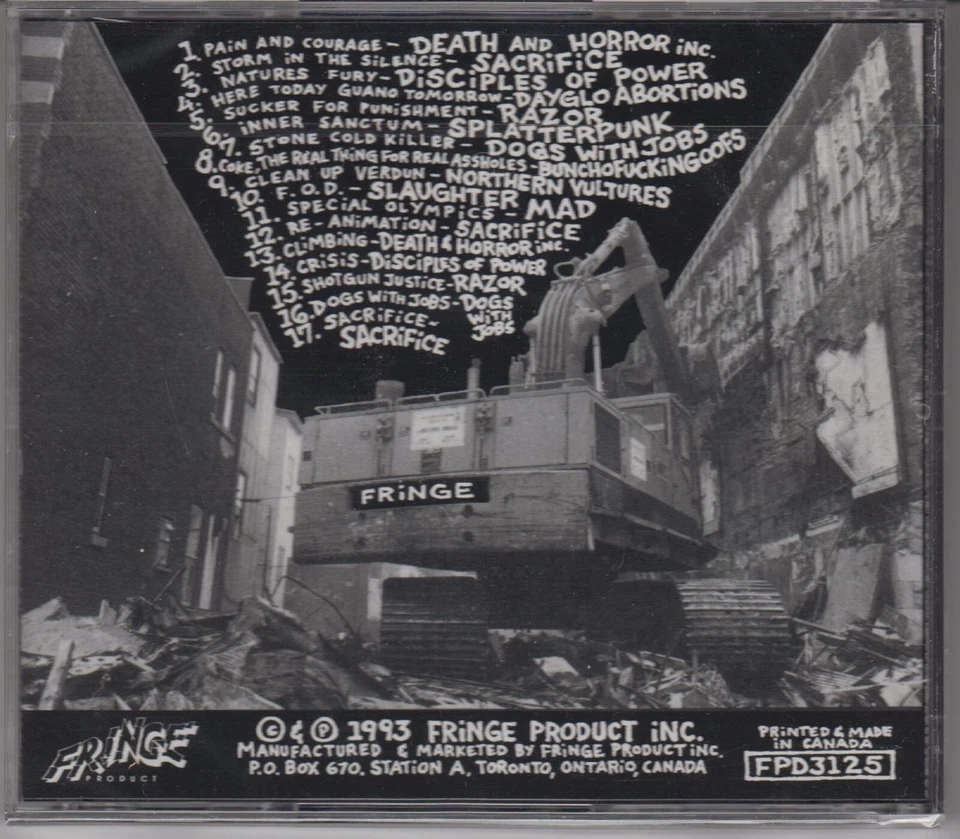 1. PAiN AND COURAGE - DEATH AND HORROR iNC.
2. STORM IN THE SiLENCE - SACRiFiCE
3. NATURES FURY - DiSCiPLES OF POWER
4. HERE TODAY GUANO TOMORROW - DAYGLO ABORTIONS
5. SUCKER FOR PUNiSHMENT - RAZOR
6. iNNER SANCTUM - SPLATTERPUNK
7. STONE COLD KiLLER - DOGS WiTH JOBS
8. COKE, THE REAL THING FOR REAL ASSHOLES - BUNCHOFUCKiNGOOFS
9. CLEAN UP VERDUN - NORTHERN VULTURES
10. F.O.D. - SLAUGHTER
11. SPECiAL OLYMPiCS - MAD
12. RE-ANiMATiON - SACRiFiCE
13. CLiMBiNG - DEATH & HORROR iNC.
14. CRiSiS - DiSCiPLES OF POWER
15. SHOTGUN JUSTiCE - RAZOR
16. DOGS WiTH JOBS - DOGS WiTH JOBS
17. SACRiFiCE - SACRiFiCE
FRiNGE
FRiNGE
PRODUCT
© & ℗ 1993 FRiNGE PRODUCT iNC.
MANUFACTURED & MARKETED BY FRiNGE PRODUCT iNC.
P.O. BOX 670, STATiON A, TORONTO, ONTARiO, CANADA
PRiNTED & MADE
iN CANADA
FPD3125